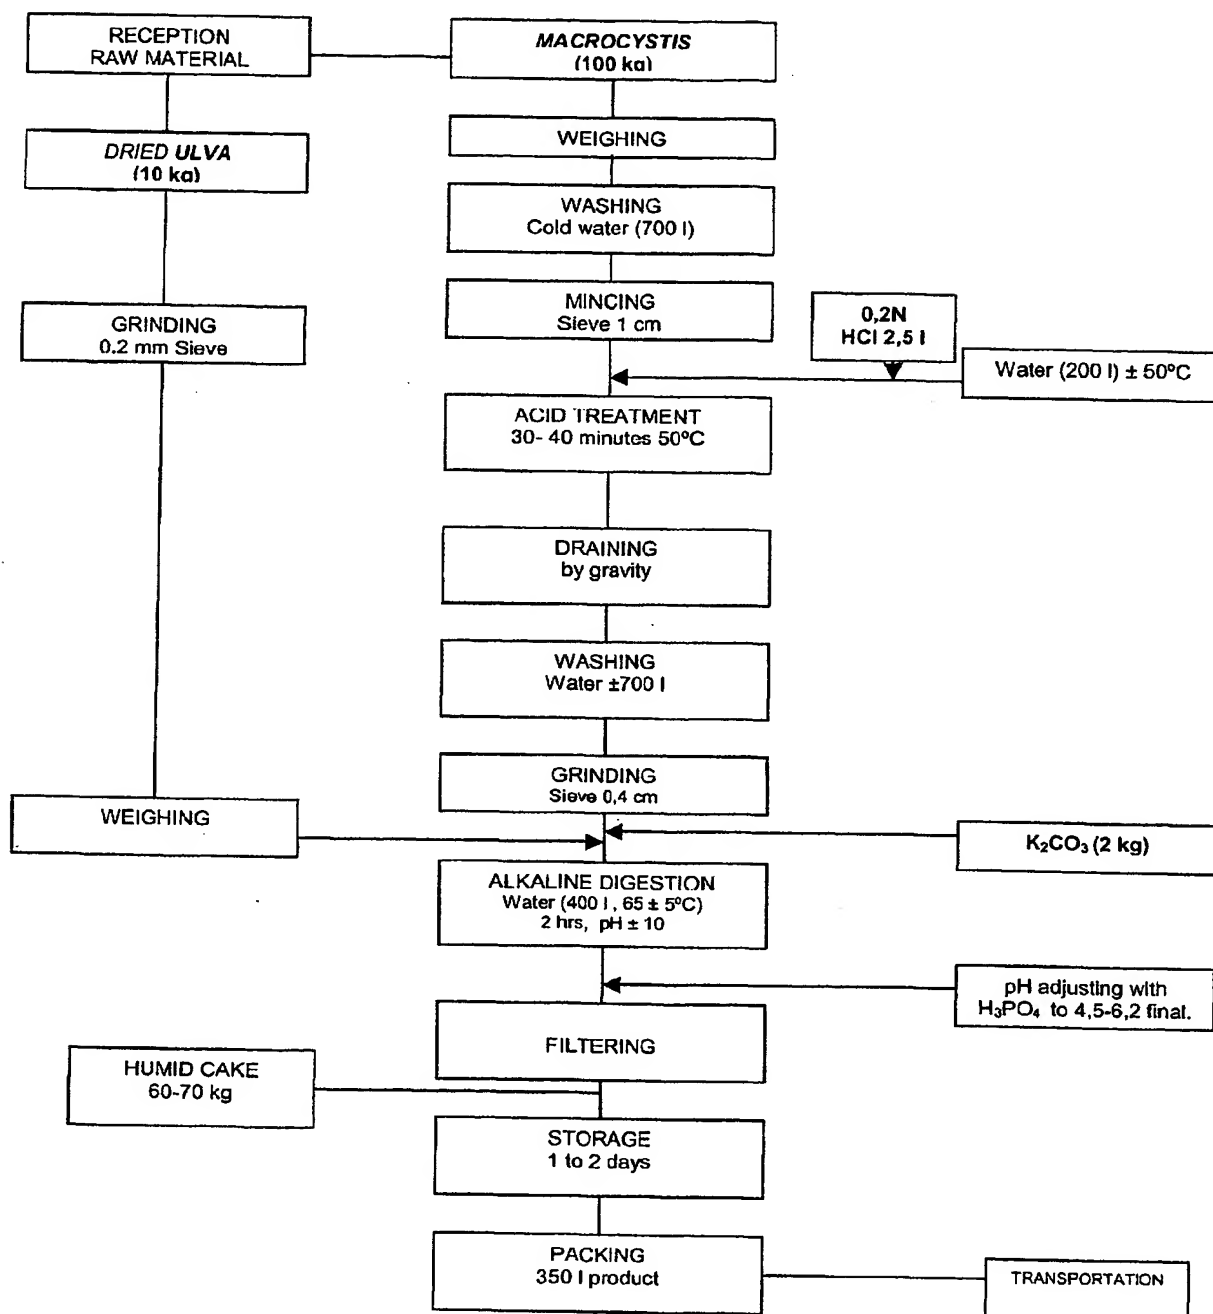 RECEPTION
RAW MATERIAL
MACROCYSTIS
(100 kg)
DRIED ULVA
(10 kg)
WEIGHING
WASHING
Cold water (700 l)
MINCING
Sieve 1 cm
GRINDING
0.2 mm Sieve
0,2N
HCl 2,5 l
Water (200 l) ± 50ºC
ACID TREATMENT
30- 40 minutes 50ºC
DRAINING
by gravity
WASHING
Water ±700 l
GRINDING
Sieve 0,4 cm
WEIGHING
K₂CO₃ (2 kg)
ALKALINE DIGESTION
Water (400 l , 65 ± 5ºC)
2 hrs, pH ± 10
pH adjusting with
H₃PO₄ to 4,5-6,2 final.
FILTERING
HUMID CAKE
60-70 kg
STORAGE
1 to 2 days
PACKING
350 l product
TRANSPORTATION